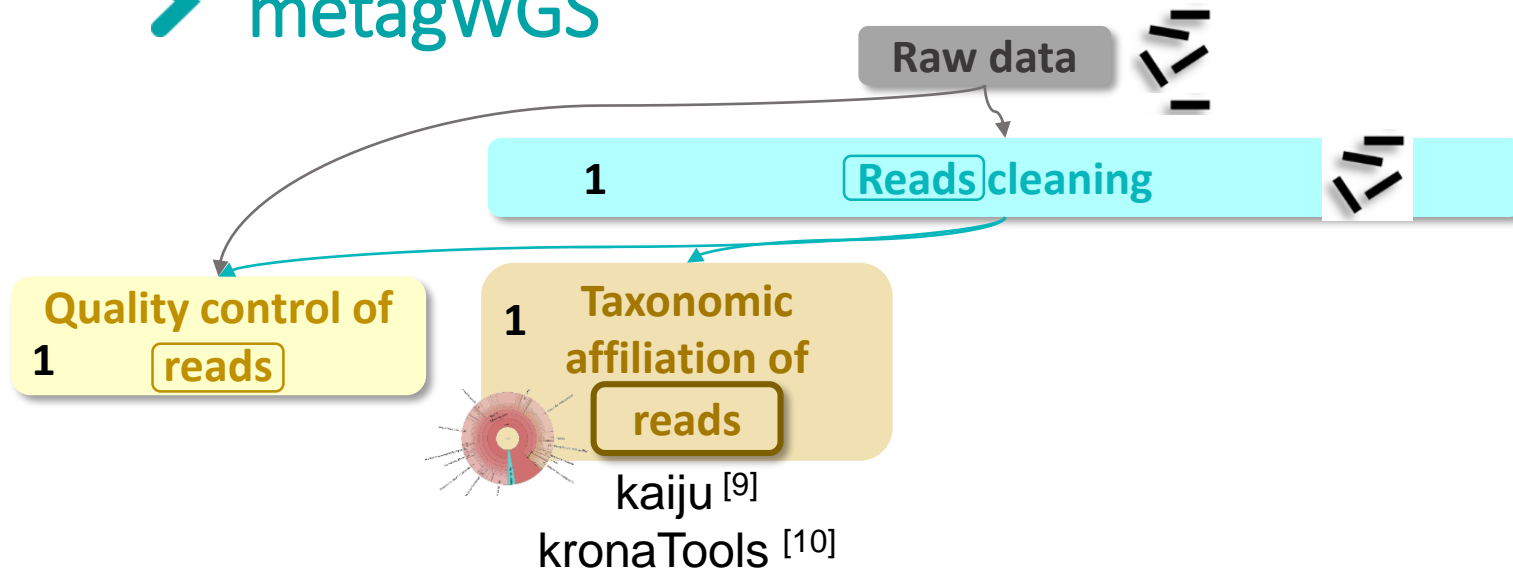 metagWGS
Raw data
1 Reads cleaning
Quality control of
1 reads
1 Taxonomic
affiliation of
reads
kaiju [9]
kronaTools [10]